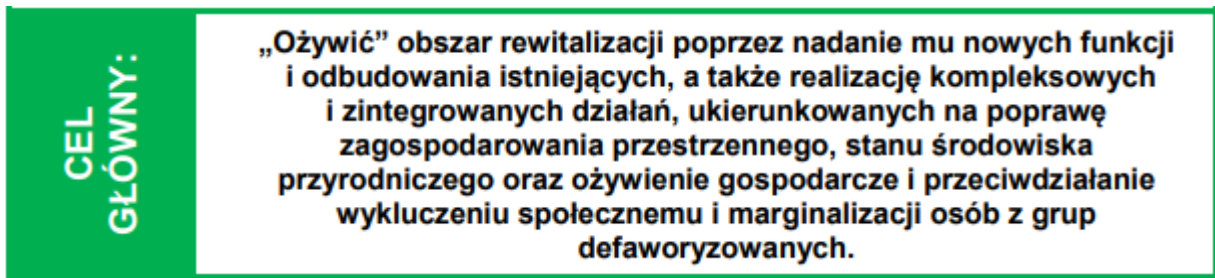 CEL
GŁÓWNY:
„Ożywić” obszar rewitalizacji poprzez nadanie mu nowych funkcji
i odbudowania istniejących, a także realizację kompleksowych
i zintegrowanych działań, ukierunkowanych na poprawę
zagospodarowania przestrzennego, stanu środowiska
przyrodniczego oraz ożywienie gospodarcze i przeciwdziałanie
wykluczeniu społecznemu i marginalizacji osób z grup
defaworyzowanych.